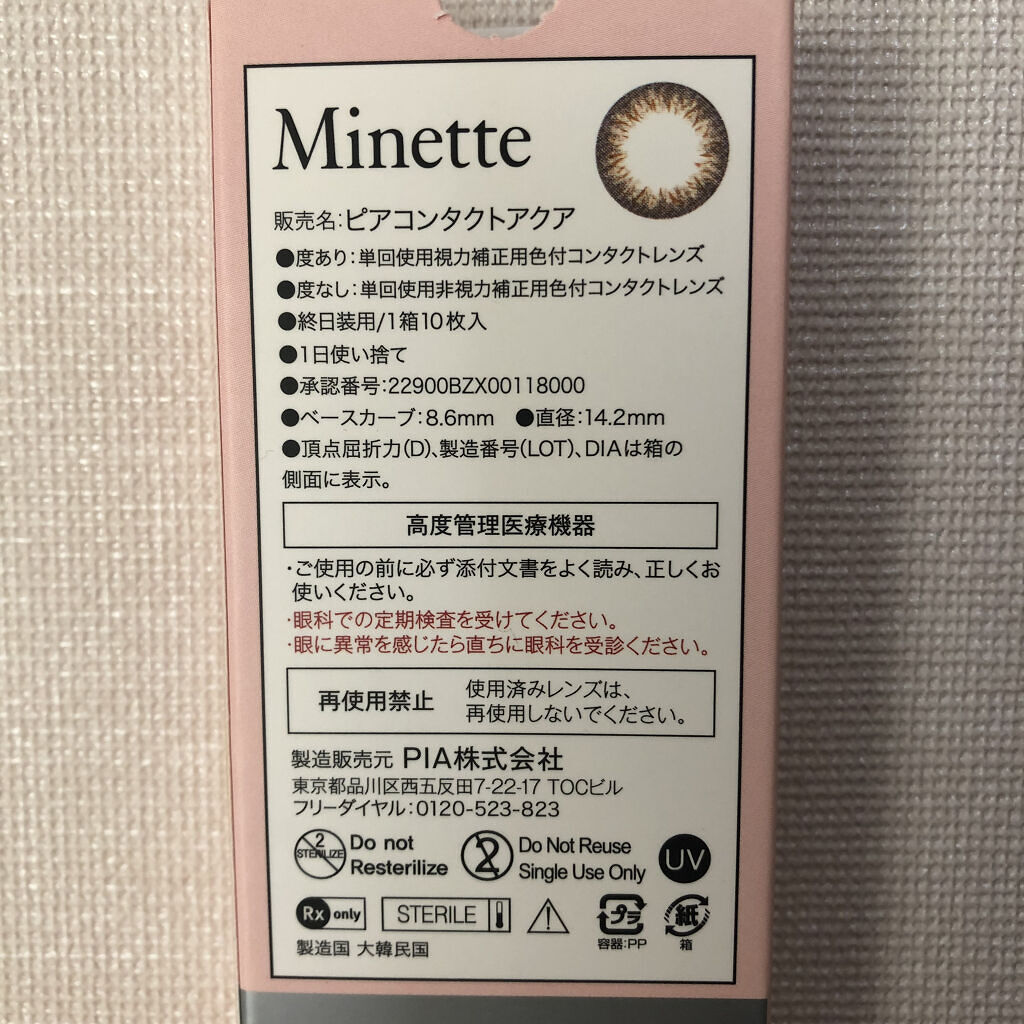 Minette
販売名:ピアコンタクトアクア
●度あり:単回使用視力補正用色付コンタクトレンズ
●度なし:単回使用非視力補正用色付コンタクトレンズ
●終日装用/1箱10枚入
●1日使い捨て
●承認番号:22900BZX00118000
●ベースカーブ:8.6mm ●直径:14.2mm
●頂点屈折力(D)、製造番号(LOT)、DIAは箱の
側面に表示。
高度管理医療機器
・ご使用の前に必ず添付文書をよく読み、正しくお
使いください。
・眼科での定期検査を受けてください。
・眼に異常を感じたら直ちに眼科を受診ください。
再使用禁止 使用済みレンズは、
再使用しないでください。
製造販売元 PIA株式会社
東京都品川区西五反田7-22-17 TOCビル
フリーダイヤル:0120-523-823
2 STERILIZE Do not
Resterilize
2 Do Not Reuse
Single Use Only
UV
Rx only STERILE プラ 紙
容器:PP 箱
製造国 大韓民国